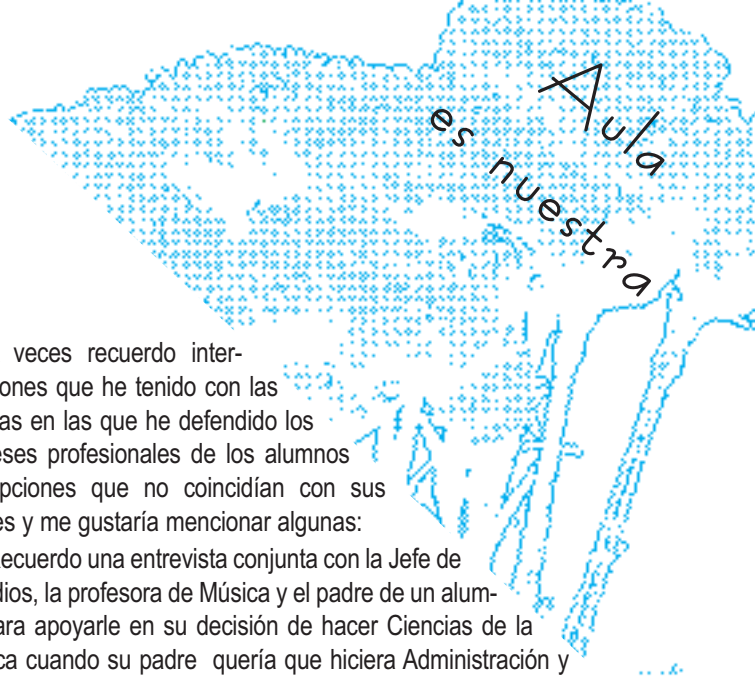 Aula
es nuestra
veces recuerdo inter-
ones que he tenido con las
as en las que he defendido los
eses profesionales de los alumnos
pciones que no coincidían con sus
es y me gustaría mencionar algunas:
ecuerdo una entrevista conjunta con la Jefe de
dios, la profesora de Música y el padre de un alum-
ara apoyarle en su decisión de hacer Ciencias de la
ca cuando su padre quería que hiciera Administración y